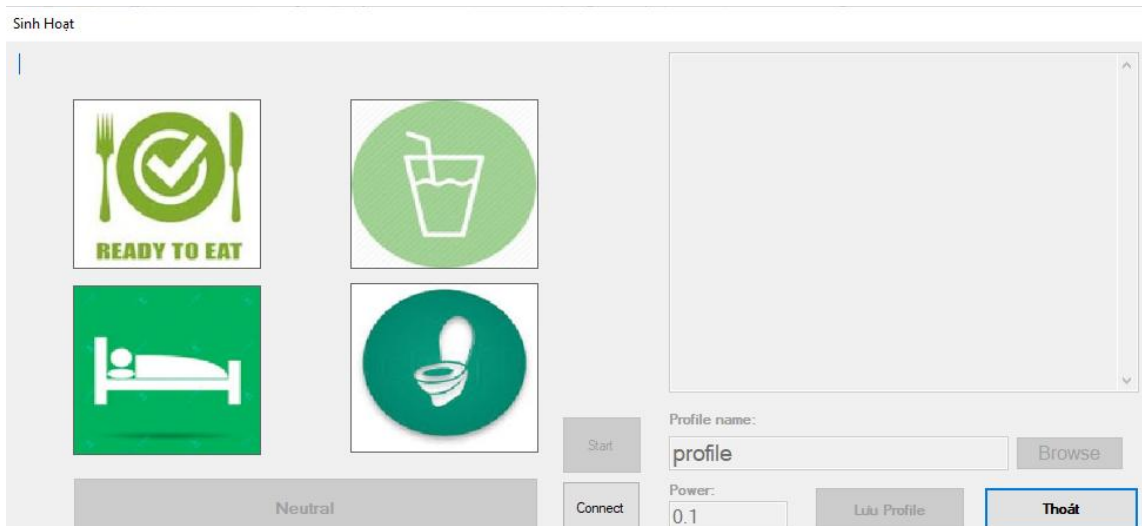 Sinh Hoạt
READY TO EAT
Start
Profile name:
profile
Browse
Neutral
Connect
Power:
0.1
Lưu Profile
Thoát